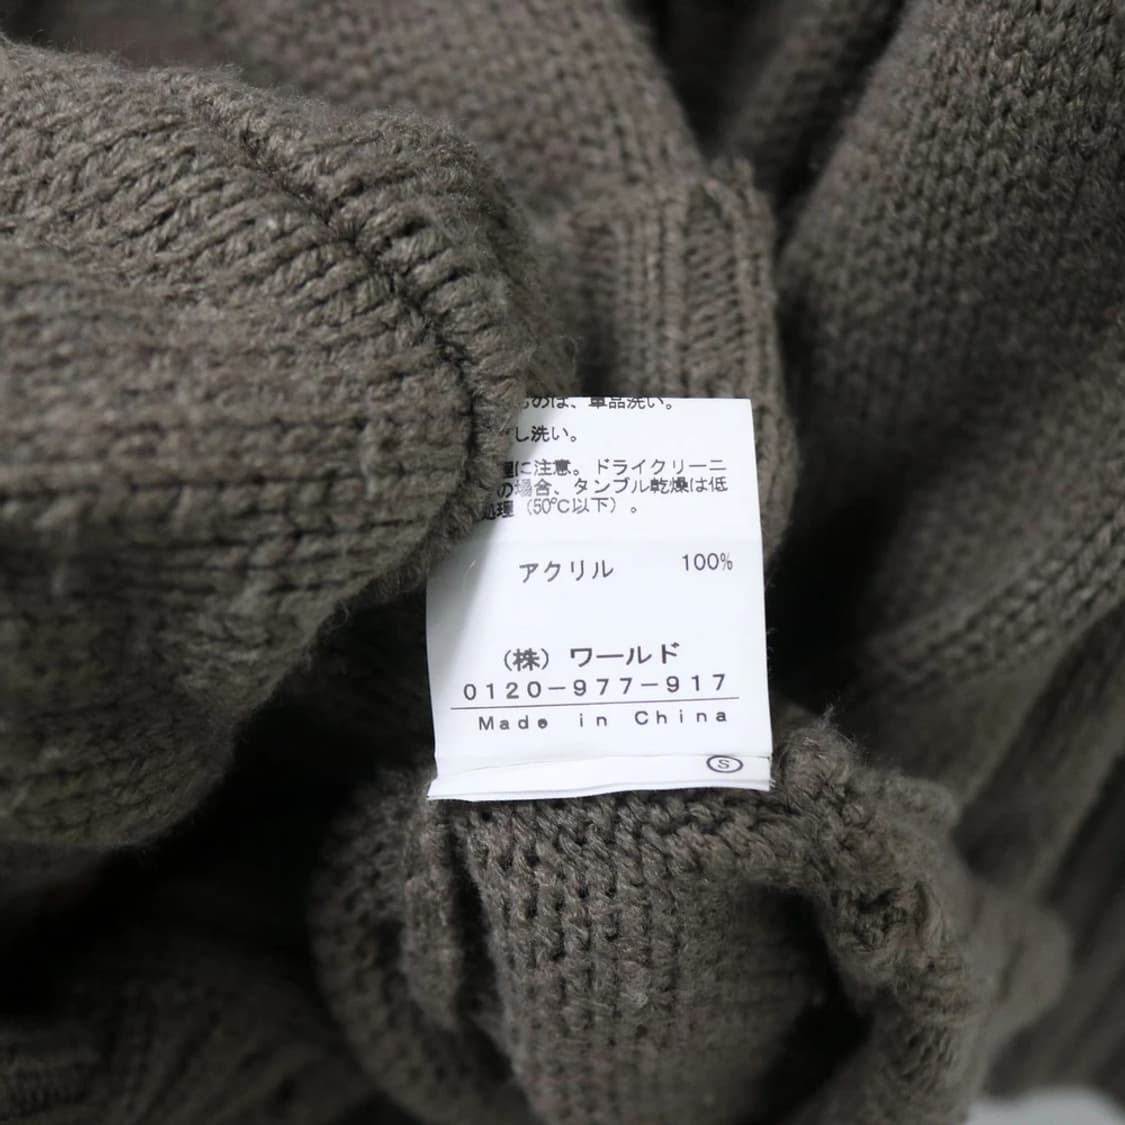 ものは、単品洗い。
し洗い。
理に注意。ドライクリーニ
の場合、タンブル乾燥は低
処理（50℃以下）。
アクリル 100%
（株）ワールド
0120-977-917
Made in China
S